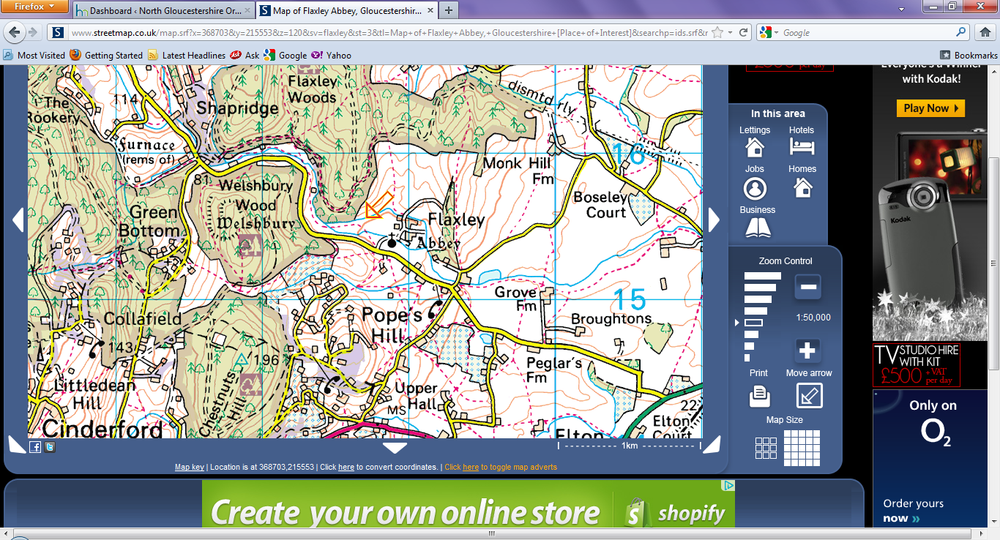 Firefox
Dashboard ‹ North Gloucestershire Or...
Map of Flaxley Abbey, Gloucestershir...
www.streetmap.co.uk/map.srf?x=368703&y=215553&z=120&sv=flaxley&st=3&tl=Map+of+Flaxley+Abbey,+Gloucestershire+[Place+of+Interest]&searchp=ids.srf&r
Google
Most Visited
Getting Started
Latest Headlines
Ask
Google
Yahoo
Bookmarks
The
Rookery
114
Shapridge
Flaxley
Woods
dismtd rly
Furnace
(rems of)
81
Welshbury
Wood
Welshbury
Green
Bottom
Monk Hill
Fm
16
Boseley
Court
Flaxley
Abbey
Grove
Fm
15
Broughtons
Pope's
Hill
Collafield
143
196
Chestnuts
Hill
Littledean
Hill
Cinderford
Upper
Hall
MS
Peglar's
Fm
22
Elton
Court
Elton
1km
Map key | Location is at 368703,215553 | Click here to convert coordinates. | Click here to toggle map adverts
In this area
Lettings
Hotels
Jobs
Homes
Business
Zoom Control
1:50,000
Print
Move arrow
Map Size
£500 per day
Everyone's a Winner
with Kodak!
Play Now
Kodak
TV STUDIO HIRE
WITH KIT
£500 + VAT
per day
Only on
O2
Order yours
now »
Create your own online store
shopify